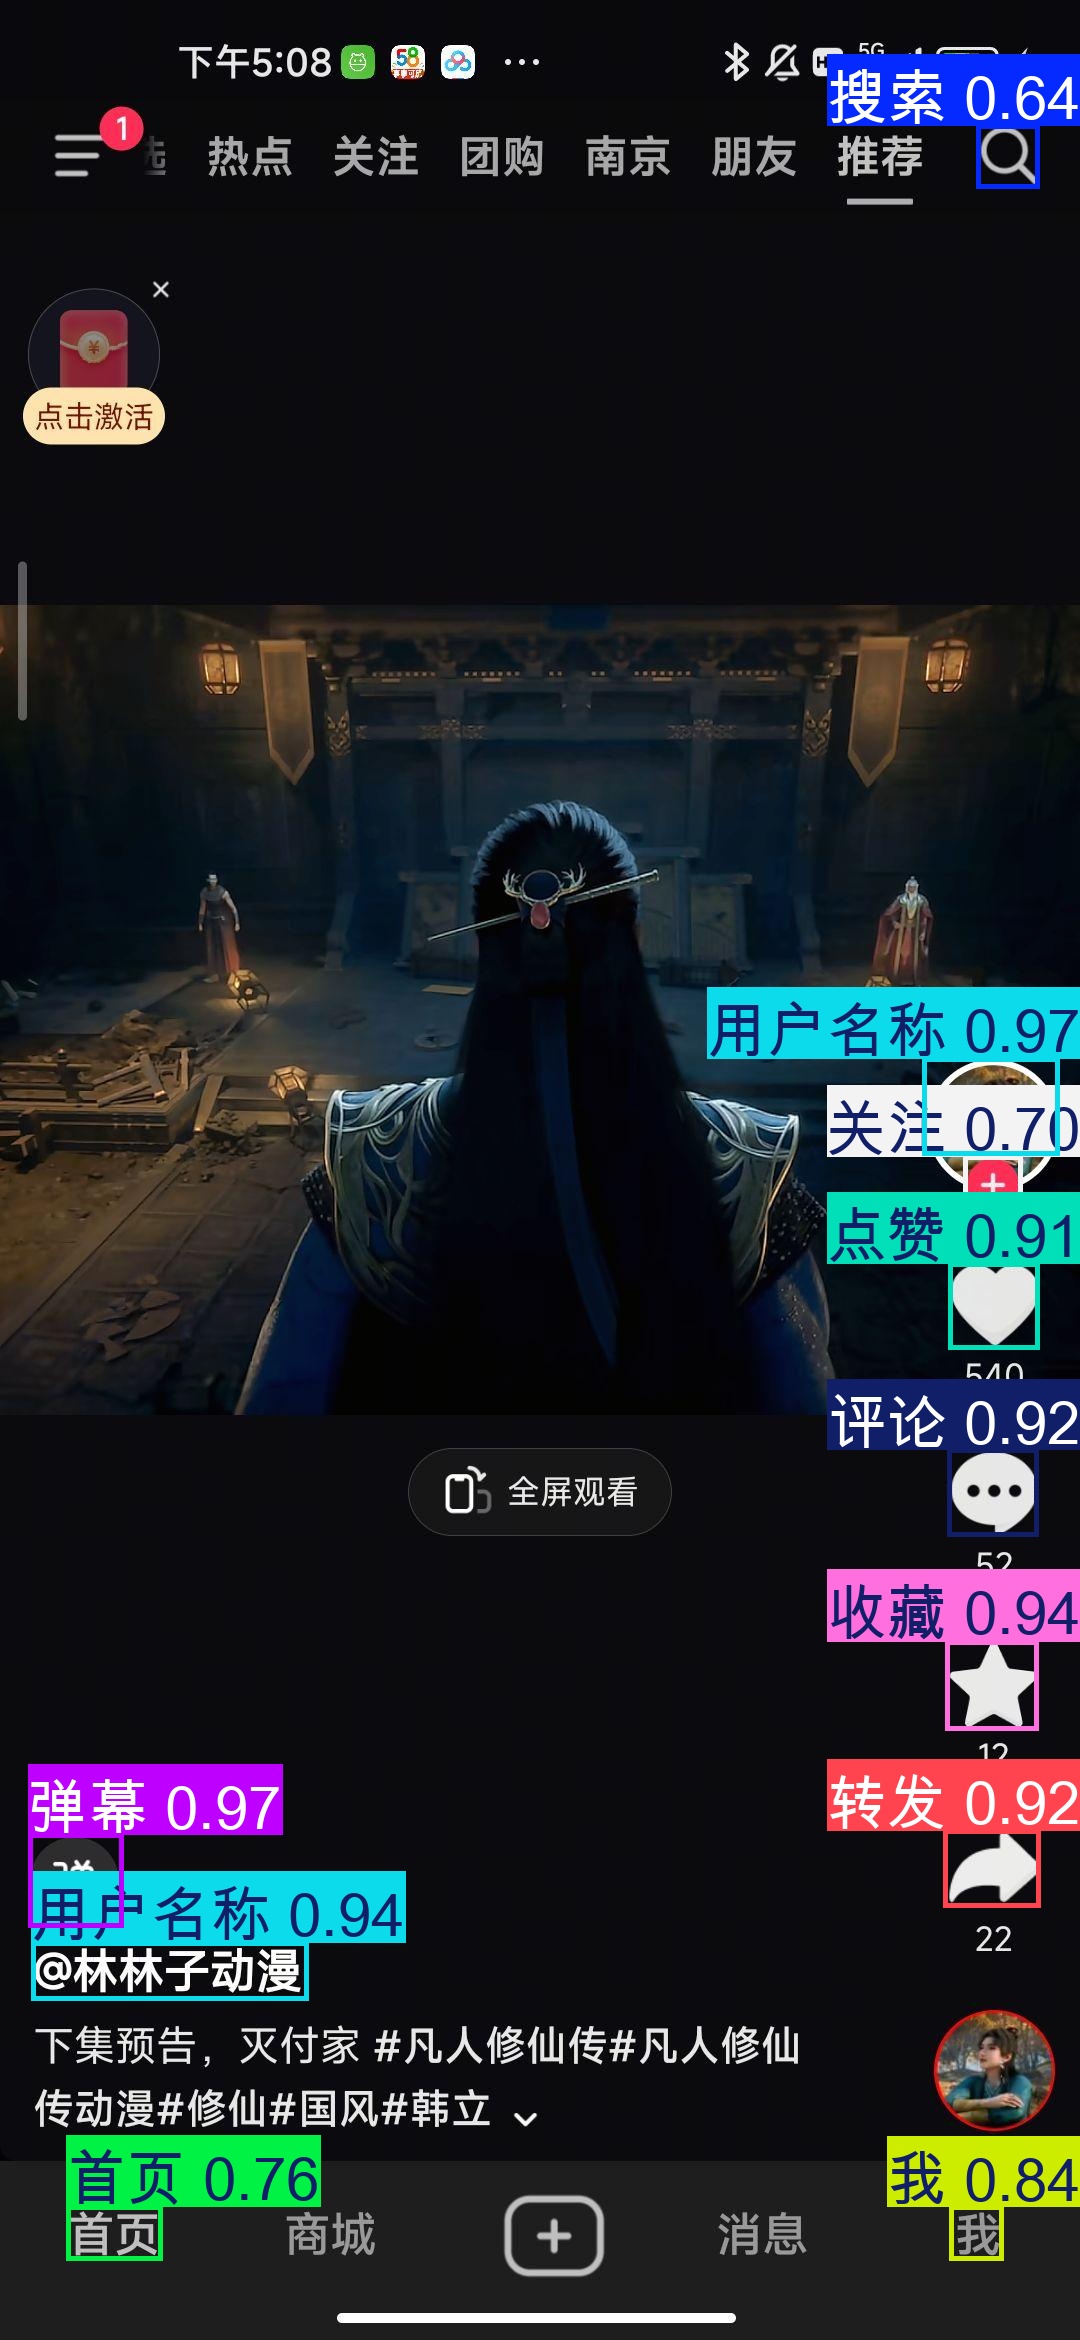 下午5:08
5G
搜索 0.64
1
热点 关注 团购 南京 朋友 推荐
点击激活
用户名称 0.97
关注 0.70
点赞 0.91
540
评论 0.92
全屏观看
52
收藏 0.94
12
弹幕 0.97
转发 0.92
用户名称 0.94
22
@林林子动漫
下集预告，灭付家 #凡人修仙传#凡人修仙
传动漫#修仙#国风#韩立
首页 0.76
我 0.84
首页 商城 消息 我